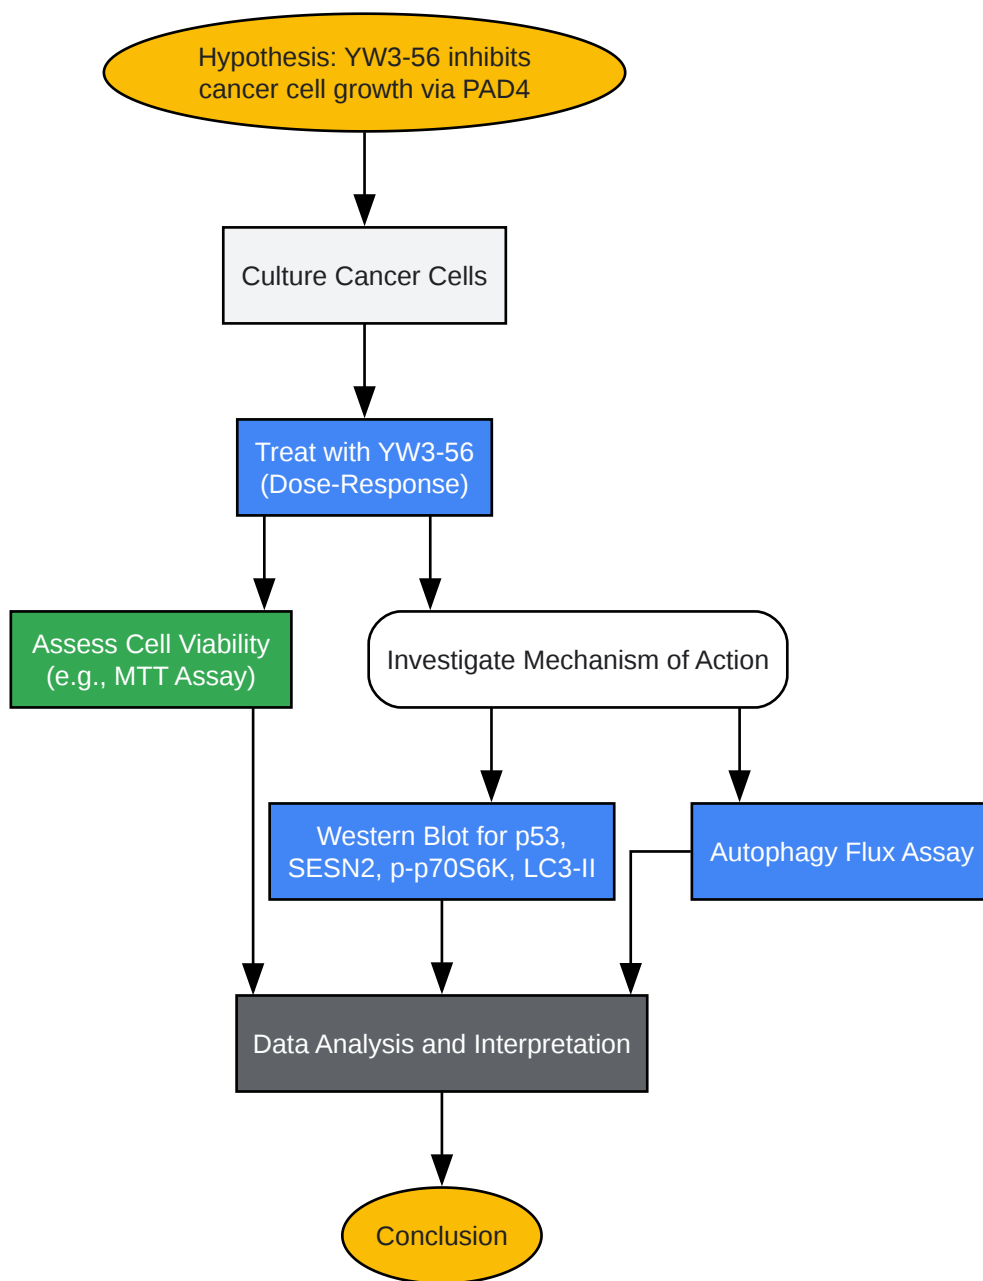 Hypothesis: YW3-56 inhibits
cancer cell growth via PAD4
Culture Cancer Cells
Treat with YW3-56
(Dose-Response)
Assess Cell Viability
(e.g., MTT Assay)
Investigate Mechanism of Action
Western Blot for p53,
SESN2, p-p70S6K, LC3-II
Autophagy Flux Assay
Data Analysis and Interpretation
Conclusion